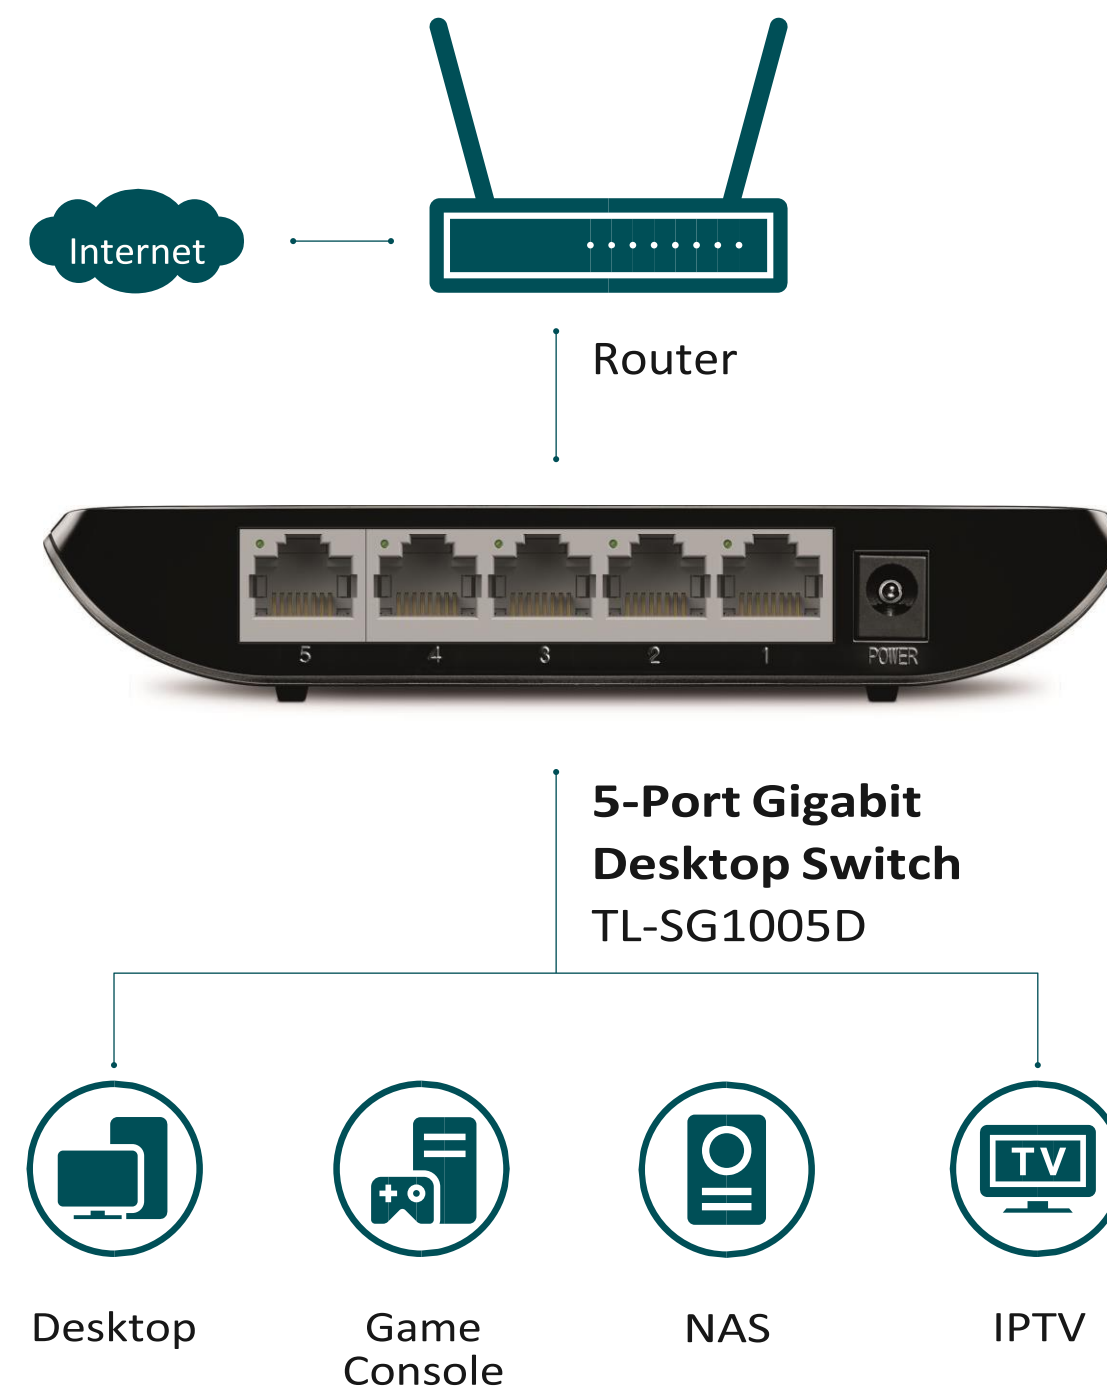 Internet
Router
5 4 3 2 1 POWER
5-Port Gigabit
Desktop Switch
TL-SG1005D
TV
Desktop
Game
Console
NAS
IPTV